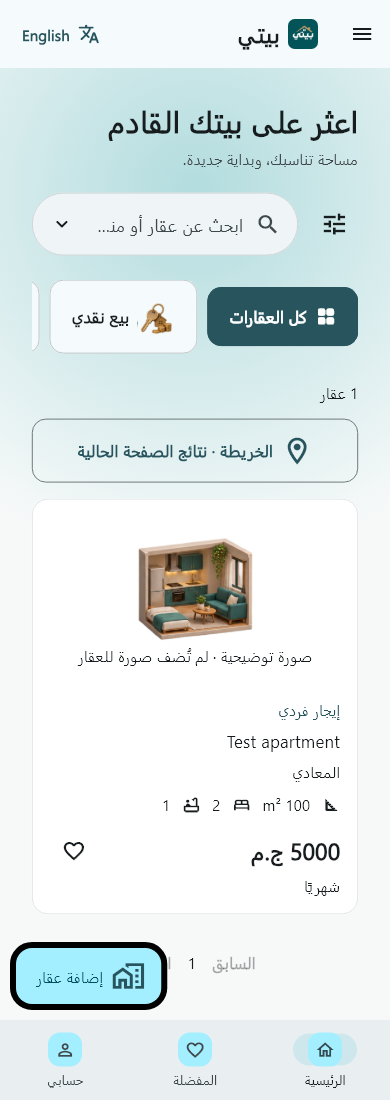 بيتي
بيتي
English
اعثر على بيتك القادم
مساحة تناسبك، وبداية جديدة.
ابحث عن عقار أو منـ...
كل العقارات
بيع نقدي
1 عقار
الخريطة · نتائج الصفحة الحالية
صورة توضيحية · لم تُضف صورة للعقار
إيجار فردي
Test apartment
المعادي
100 m² 2 1
5000 ج.م
شهريًا
السابق 1
إضافة عقار
الرئيسية
المفضلة
حسابي